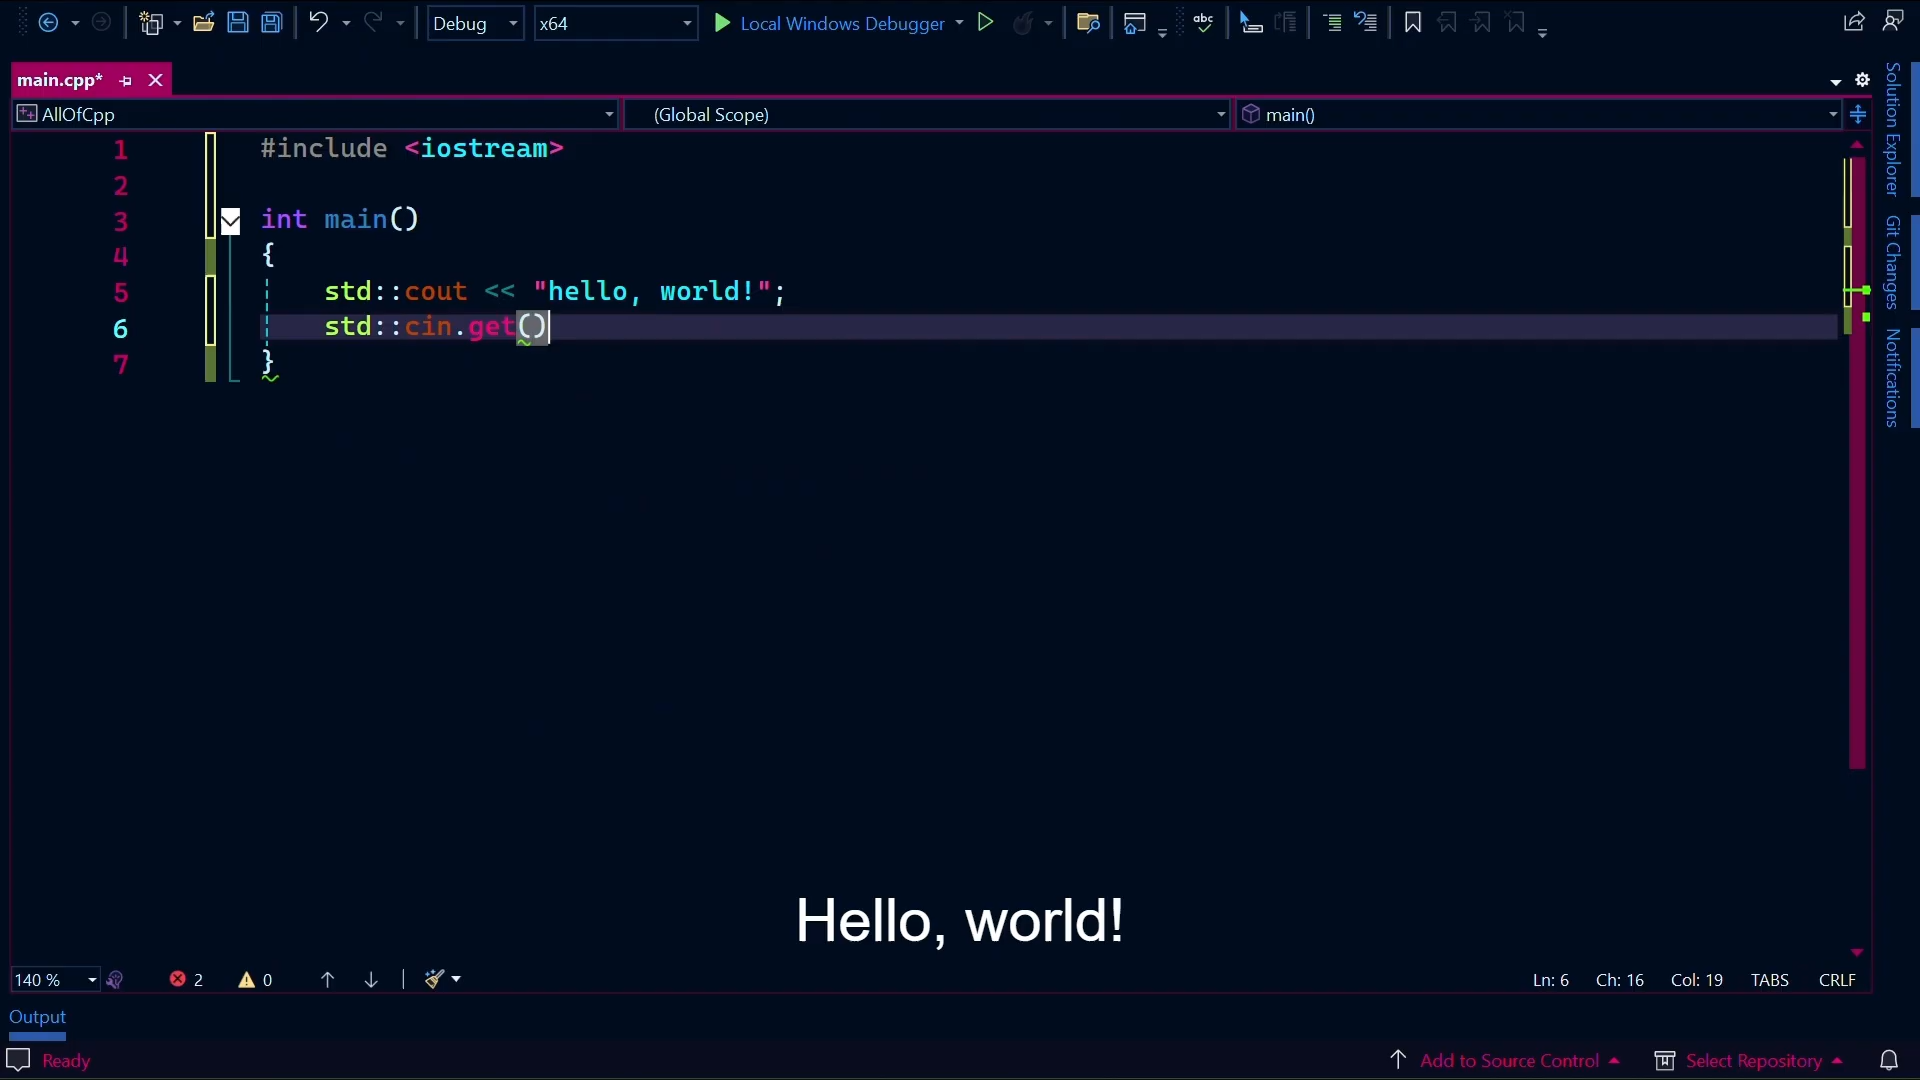 Debug x64 Local Windows Debugger abc
main.cpp*
AllOfCpp (Global Scope) main()
1 #include <iostream>
2
3 int main()
4 {
5 std::cout << "hello, world!";
6 std::cin.get()
7 }
Solution Explorer
Git Changes
Notifications
Hello, world!
140 % 2 0 Ln: 6 Ch: 16 Col: 19 TABS CRLF
Output
Ready Add to Source Control Select Repository